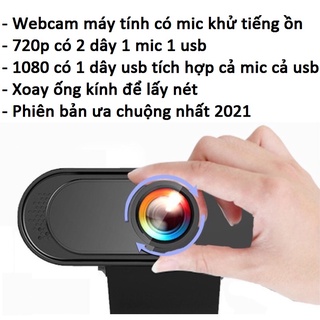 - Webcam máy tính có mic khử tiếng ồn
- 720p có 2 dây 1 mic 1 usb
- 1080 có 1 dây usb tích hợp cả mic cả usb
- Xoay ống kính để lấy nét
- Phiên bản ưa chuộng nhất 2021